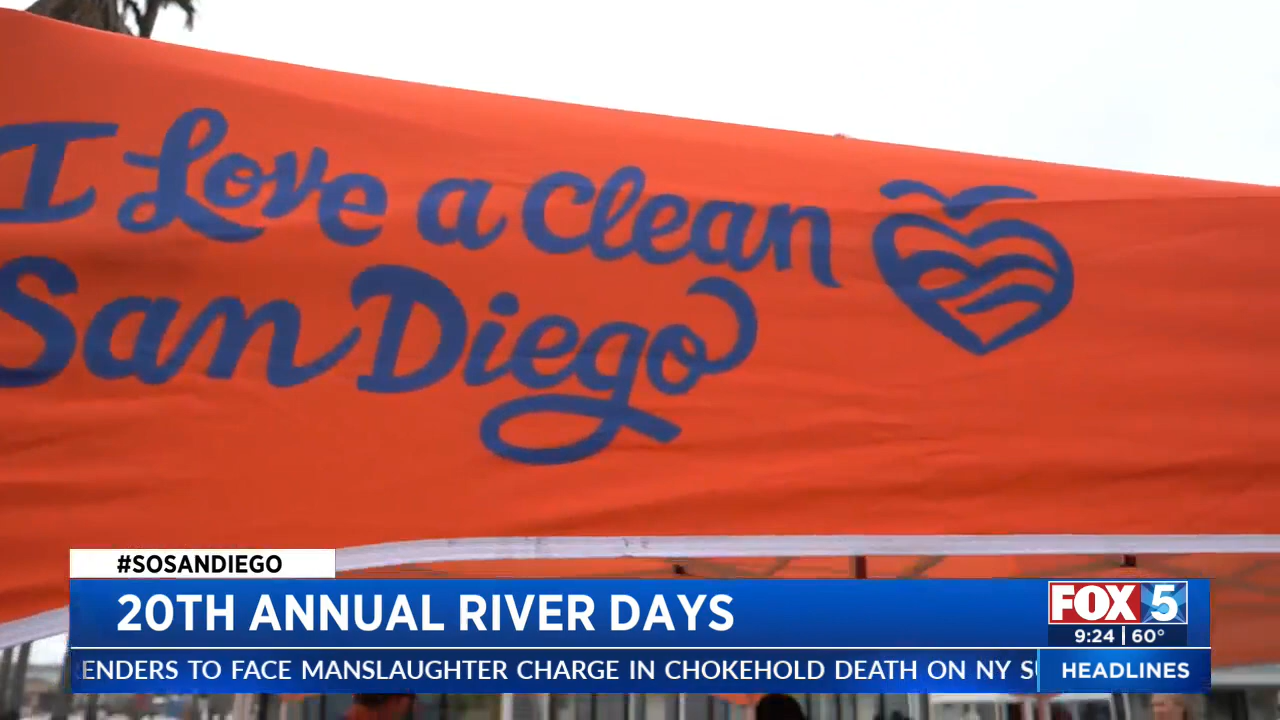 I Love a Clean
San Diego
#SOSANDIEGO
20TH ANNUAL RIVER DAYS
FOX 5
9:24 | 60°
ENDERS TO FACE MANSLAUGHTER CHARGE IN CHOKEHOLD DEATH ON NY
HEADLINES